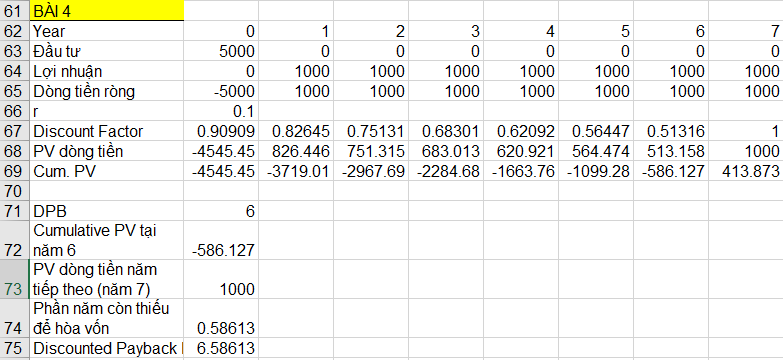 61 BÀI 4
62 Year 0 1 2 3 4 5 6 7
63 Đầu tư 5000 0 0 0 0 0 0 0
64 Lợi nhuận 0 1000 1000 1000 1000 1000 1000 1000
65 Dòng tiền ròng -5000 1000 1000 1000 1000 1000 1000 1000
66 r 0.1
67 Discount Factor 0.90909 0.82645 0.75131 0.68301 0.62092 0.56447 0.51316 1
68 PV dòng tiền -4545.45 826.446 751.315 683.013 620.921 564.474 513.158 1000
69 Cum. PV -4545.45 -3719.01 -2967.69 -2284.68 -1663.76 -1099.28 -586.127 413.873
70
71 DPB 6
Cumulative PV tại
72 năm 6 -586.127
PV dòng tiền năm
73 tiếp theo (năm 7) 1000
Phần năm còn thiếu
74 để hòa vốn 0.58613
75 Discounted Payback 6.58613